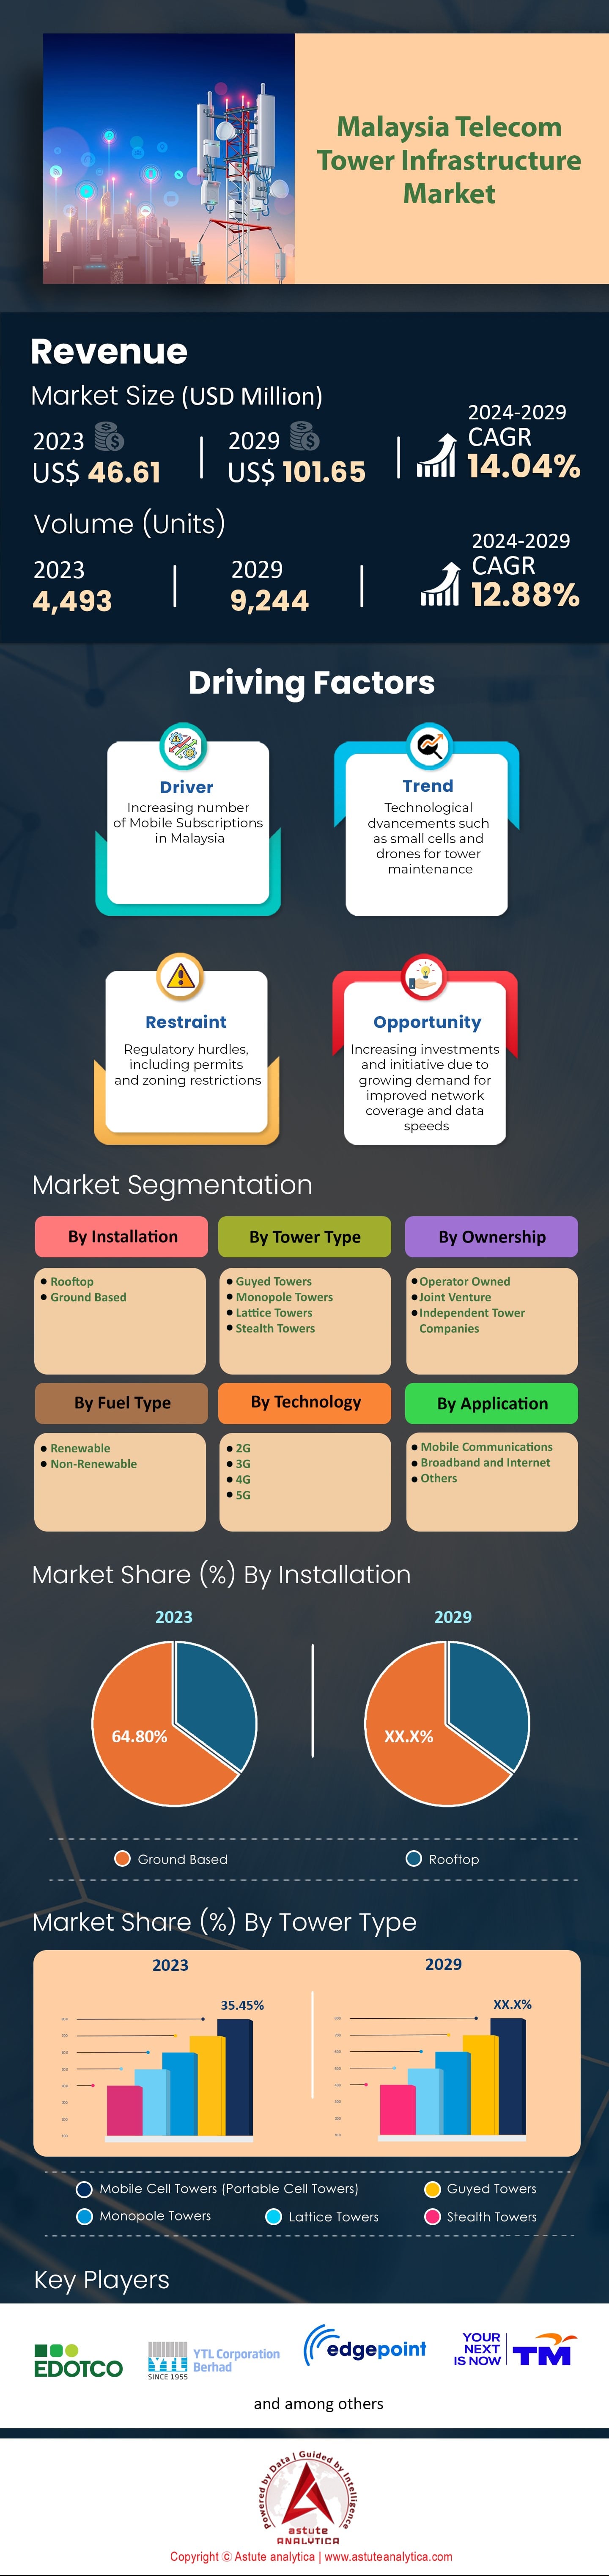 Malaysia Telecom
Tower Infrastructure
Market
Revenue
Market Size (USD Million)
2023
US$ 46.61
2029
US$ 101.65
2024-2029
CAGR
14.04%
Volume (Units)
2023
4,493
2029
9,244
2024-2029
CAGR
12.88%
Driving Factors
Driver
Increasing number
of Mobile Subscriptions
in Malaysia
Trend
Technological
dvancements such
as small cells and
drones for tower
maintenance
Restraint
Regulatory hurdles,
including permits
and zoning restrictions
Opportunity
Increasing investments
and initiative due to
growing demand for
improved network
coverage and data
speeds
Market Segmentation
By Installation
Rooftop
Ground Based
By Tower Type
Guyed Towers
Monopole Towers
Lattice Towers
Stealth Towers
By Ownership
Operator Owned
Joint Venture
Independent Tower
Companies
By Fuel Type
Renewable
Non-Renewable
By Technology
2G
3G
4G
5G
By Application
Mobile Communications
Broadband and Internet
Others
Market Share (%) By Installation
2023
64.80%
2029
XX.X%
Ground Based
Rooftop
Market Share (%) By Tower Type
2023
35.45%
2029
XX.X%
Mobile Cell Towers (Portable Cell Towers)
Guyed Towers
Monopole Towers
Lattice Towers
Stealth Towers
Key Players
EDOTCO
YTL
SINCE 1955
YTL Corporation
Berhad
edgepoint
YOUR
NEXT
IS NOW
TM
and among others
Powered by Data | Guided by Intelligence
astute
ANALYTICA
Copyright © Astute analytica | www.astuteanalytica.com